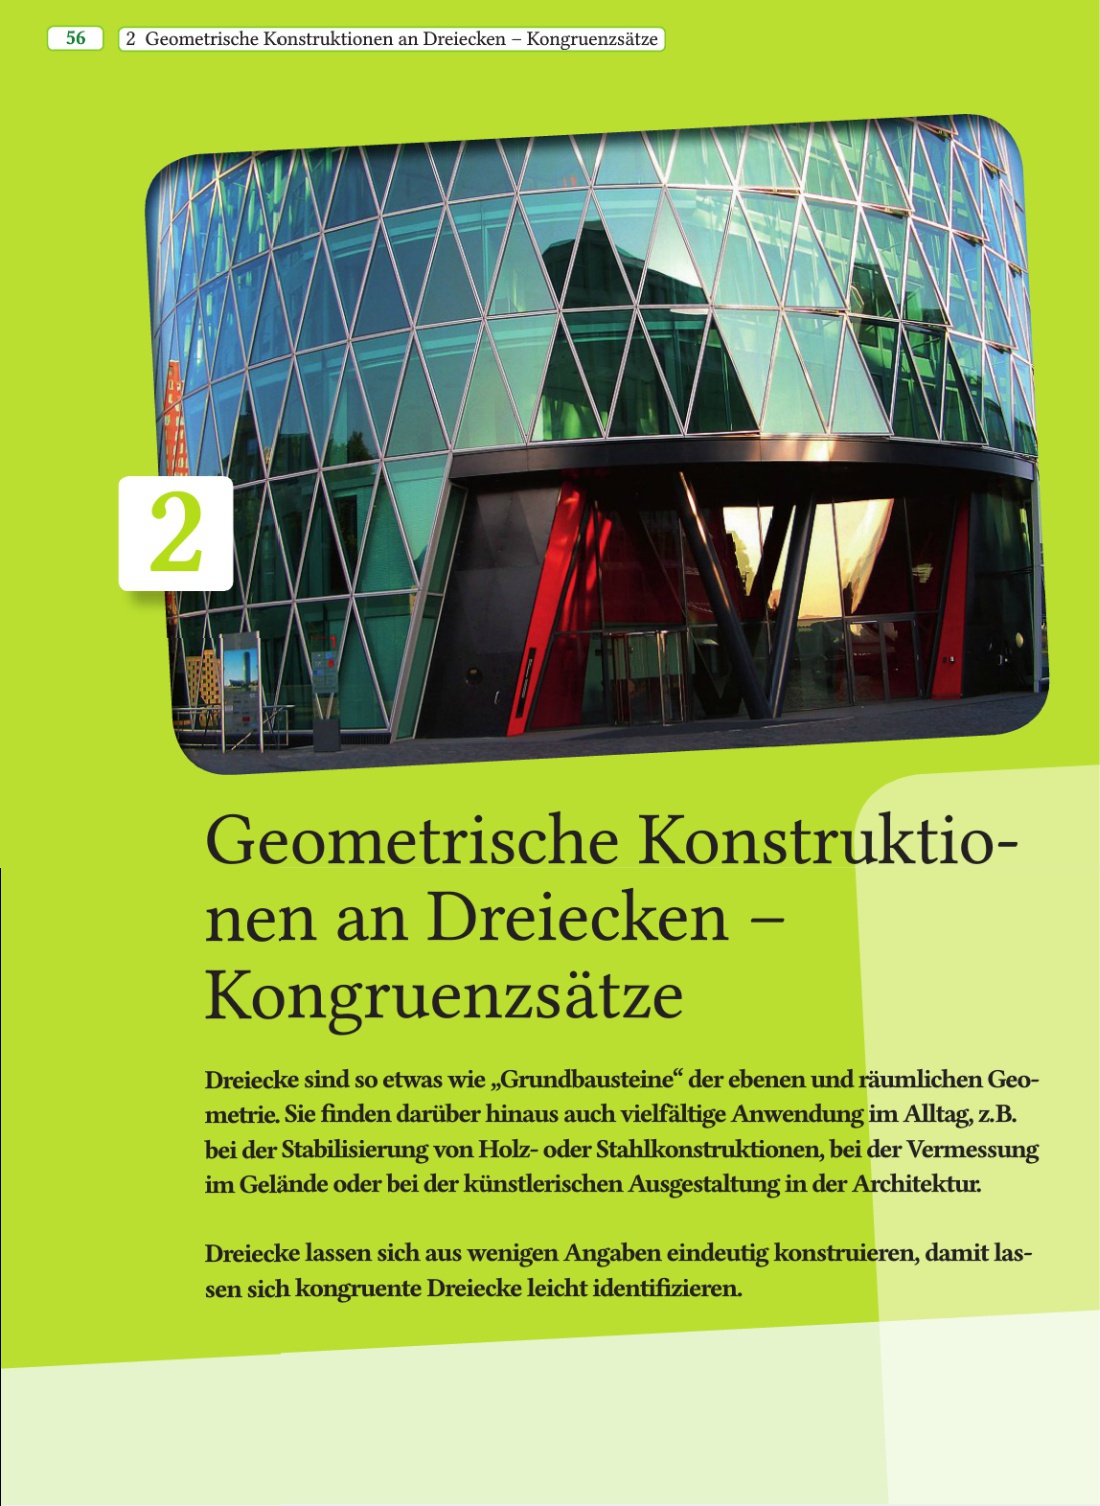 56
2 Geometrische Konstruktionen an Dreiecken – Kongruenzsätze
2
Geometrische Konstruktio-
nen an Dreiecken –
Kongruenzsätze
Dreiecke sind so etwas wie „Grundbausteine“ der ebenen und räumlichen Geo-
metrie. Sie finden darüber hinaus auch vielfältige Anwendung im Alltag, z.B.
bei der Stabilisierung von Holz- oder Stahlkonstruktionen, bei der Vermessung
im Gelände oder bei der künstlerischen Ausgestaltung in der Architektur.
Dreiecke lassen sich aus wenigen Angaben eindeutig konstruieren, damit las-
sen sich kongruente Dreiecke leicht identifizieren.